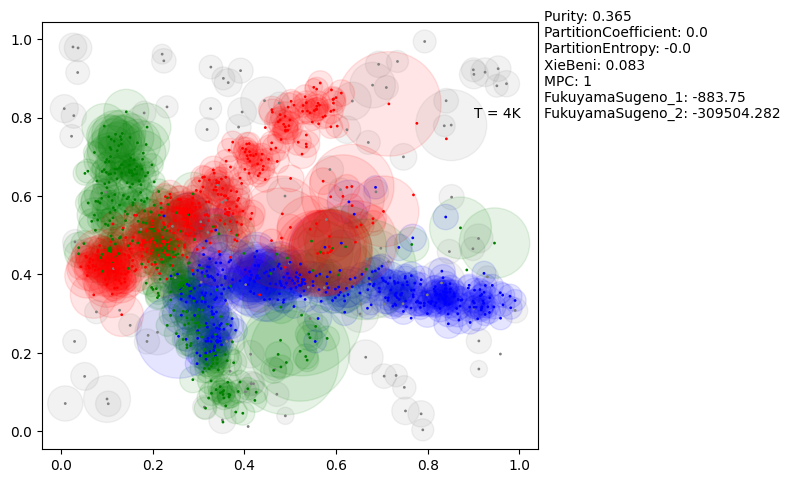 Purity: 0.365
PartitionCoefficient: 0.0
PartitionEntropy: -0.0
XieBeni: 0.083
MPC: 1
FukuyamaSugeno_1: -883.75
FukuyamaSugeno_2: -309504.282
T = 4K
1.0
0.8
0.6
0.4
0.2
0.0
0.0 0.2 0.4 0.6 0.8 1.0